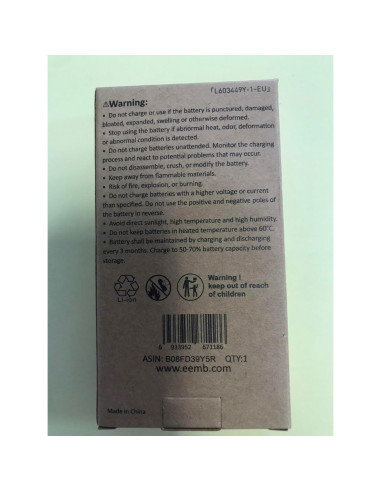 「LA03449Y-1-EU」
⚠Warning:
• Do not charge or use if the battery is punctured, damaged,
bloated, expanded, swelling or otherwise deformed.
• Stop using the battery if abnormal heat, odor, deformation
or abnormal condition is detected.
• Do not charge batteries unattended. Monitor the charging
process and react to potential problems that may occur.
• Do not disassemble, crush, or modify the battery.
• Keep away from flammable materials.
• Risk of fire, explosion, or burning.
• Do not charge batteries with a higher voltage or current
than specified. Do not use the positive and negative poles of
the battery in reverse.
• Avoid direct sunlight, high temperature and high humidity.
• Do not keep batteries in heated temperature above 60°C.
• Battery shall be maintained by charging and discharging
every 3 months. Charge to 50-70% battery capacity before
storage.
Li-ion
Warning !
keep out of reach
of children
6 933952 671186
ASIN: B08FD39Y5R QTY:1
www.eemb.com
Made in China